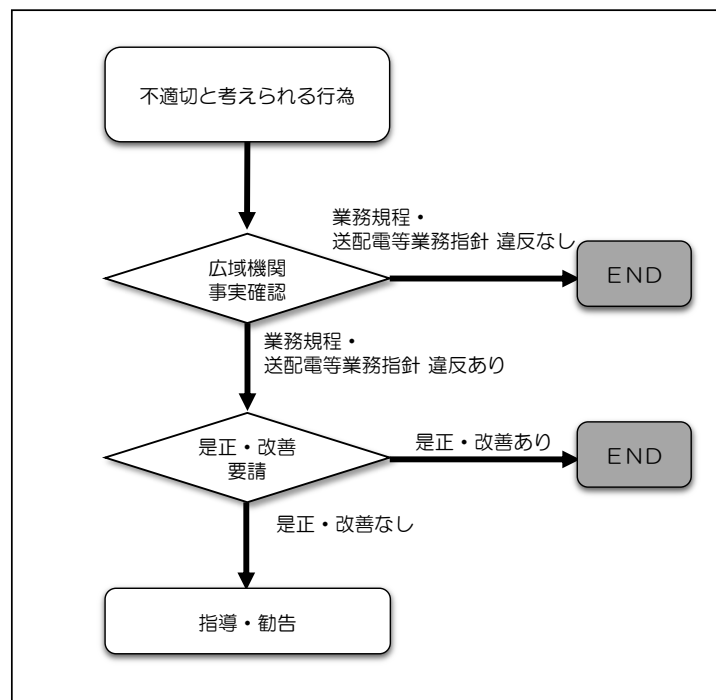 不適切と考えられる行為
業務規程・
送配電等業務指針 違反なし
広域機関
事実確認
END
業務規程・
送配電等業務指針 違反あり
是正・改善
要請
是正・改善あり
END
是正・改善なし
指導・勧告